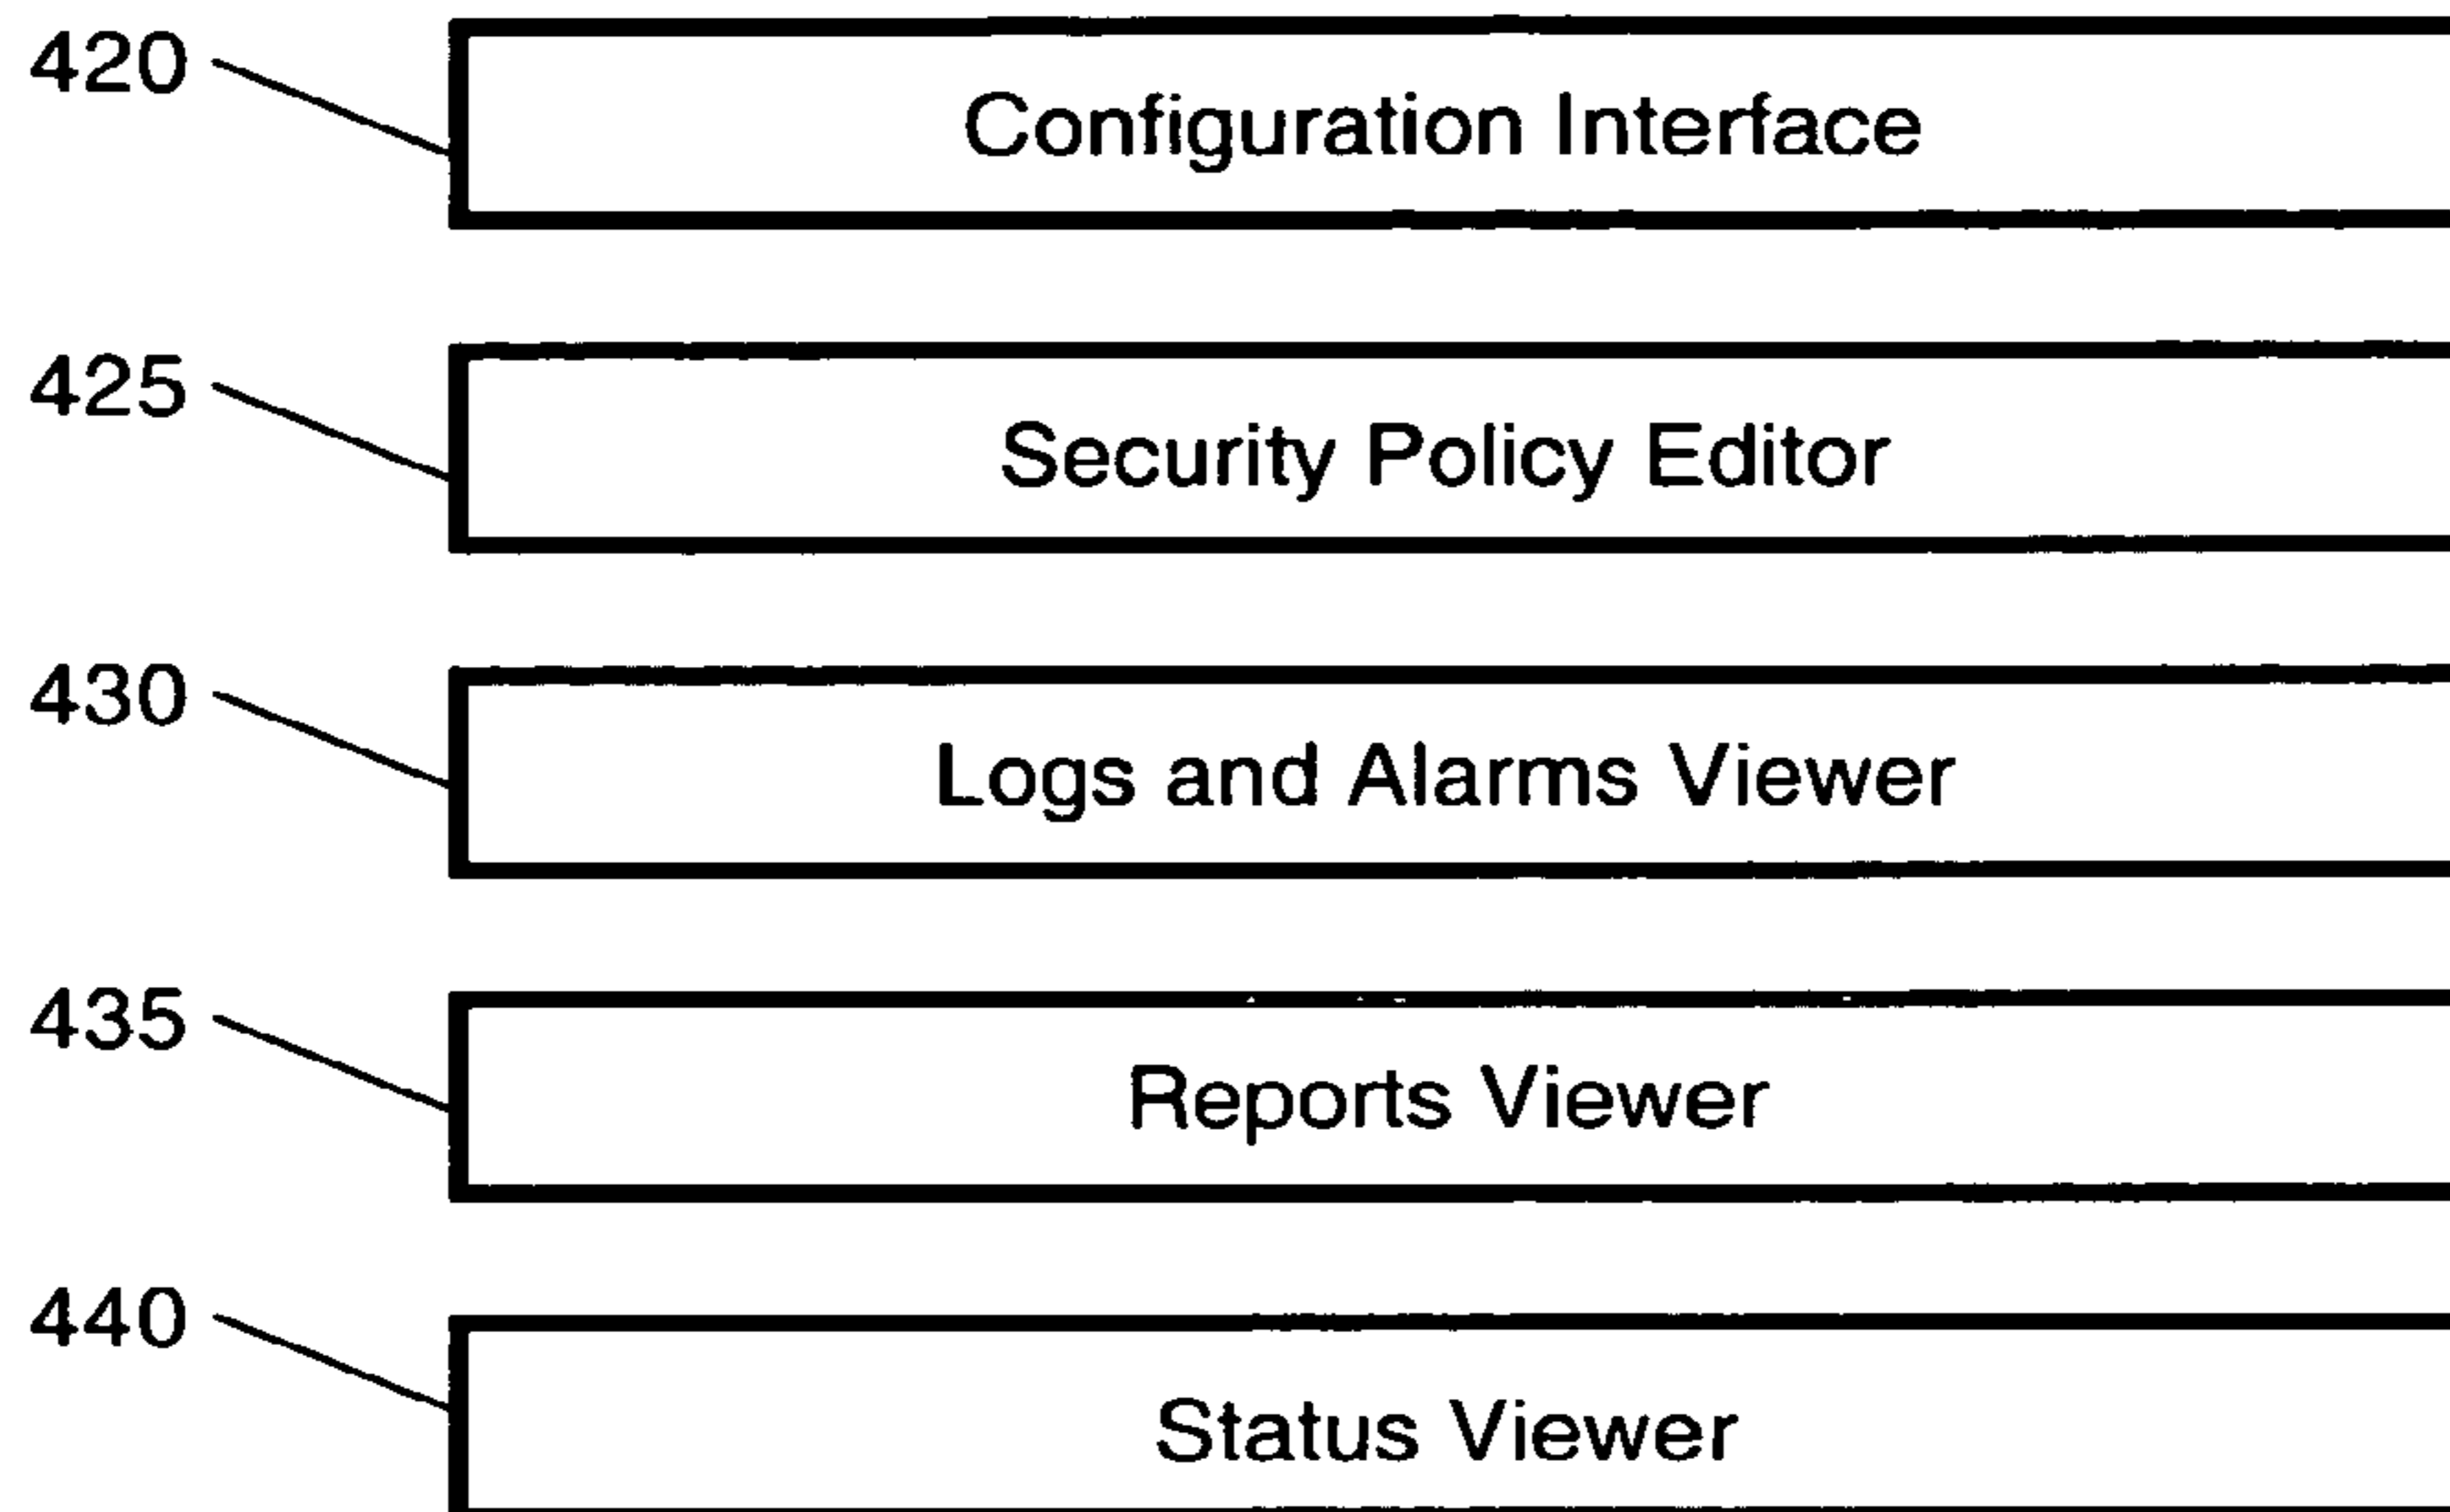 420
Configuration Interface
425
Security Policy Editor
430
Logs and Alarms Viewer
435
Reports Viewer
440
Status Viewer